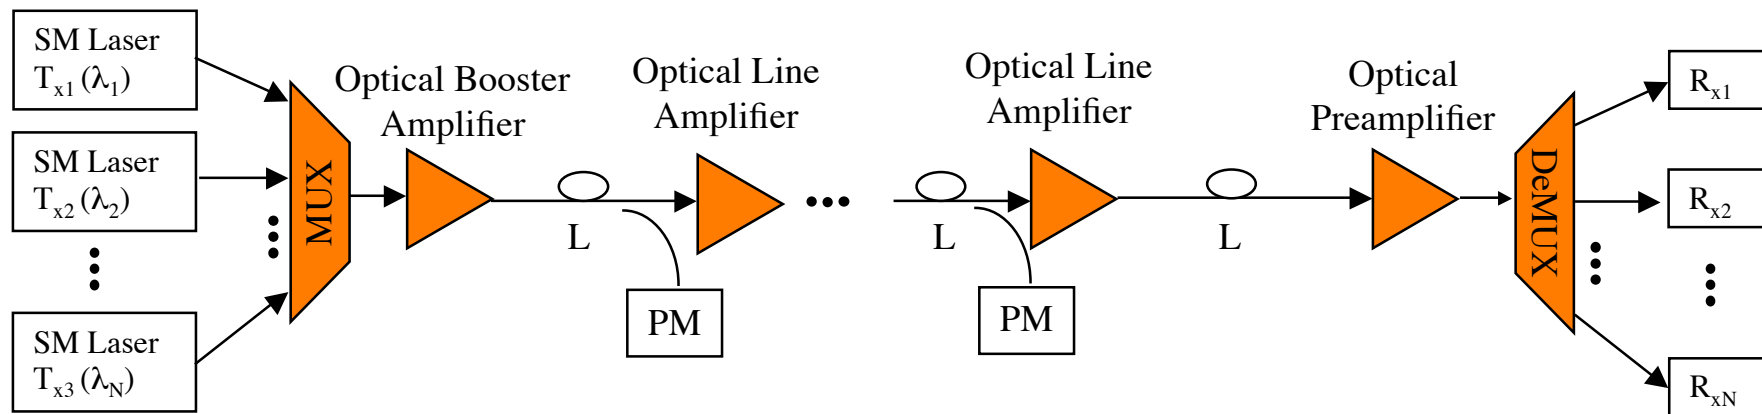 SM Laser
Tx1 (λ1)
SM Laser
Tx2 (λ2)
SM Laser
Tx3 (λN)
MUX
Optical Booster
Amplifier
L
PM
Optical Line
Amplifier
L
PM
Optical Line
Amplifier
L
Optical
Preamplifier
DeMUX
Rx1
Rx2
RxN